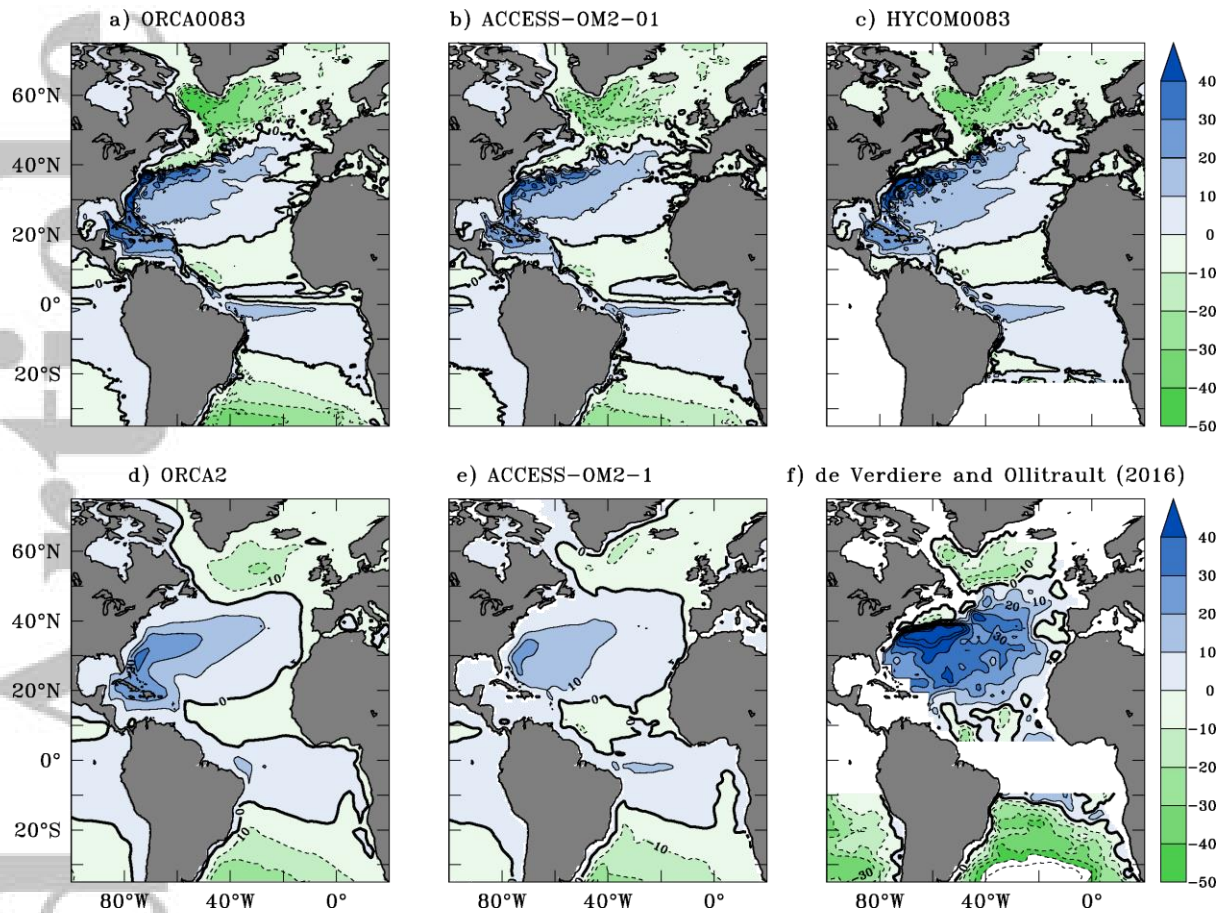 a) ORCA0083
b) ACCESS-OM2-01
c) HYCOM0083
60°N
40°N
20°N
0°
20°S
40
30
20
10
0
-10
-20
-30
-40
-50
d) ORCA2
e) ACCESS-OM2-1
f) de Verdiere and Ollitrault (2016)
60°N
40°N
20°N
0°
20°S
40
30
20
10
0
-10
-20
-30
-40
-50
80°W 40°W 0°
80°W 40°W 0°
80°W 40°W 0°